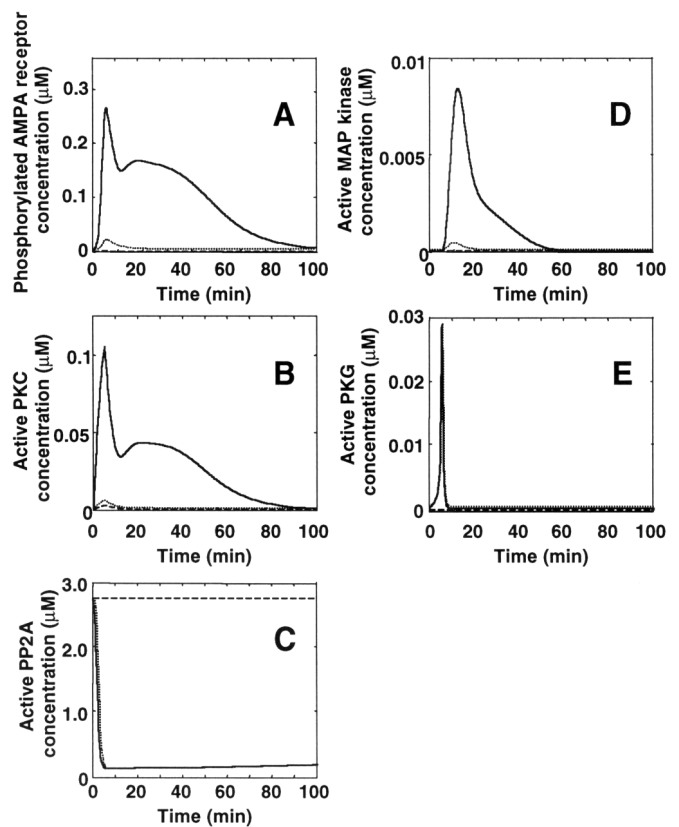 Phosphorylated AMPA receptor
concentration (μM)
0.3
0.2
0.1
0
A
0 20 40 60 80 100
Time (min)
Active MAP kinase
concentration (μM)
0.01
0.005
0
D
0 20 40 60 80 100
Time (min)
Active PKC
concentration (μM)
0.1
0.05
0
B
0 20 40 60 80 100
Time (min)
Active PKG
concentration (μM)
0.03
0.02
0.01
0
E
0 20 40 60 80 100
Time (min)
Active PP2A
concentration (μM)
3.0
2.0
1.0
0
C
0 20 40 60 80 100
Time (min)